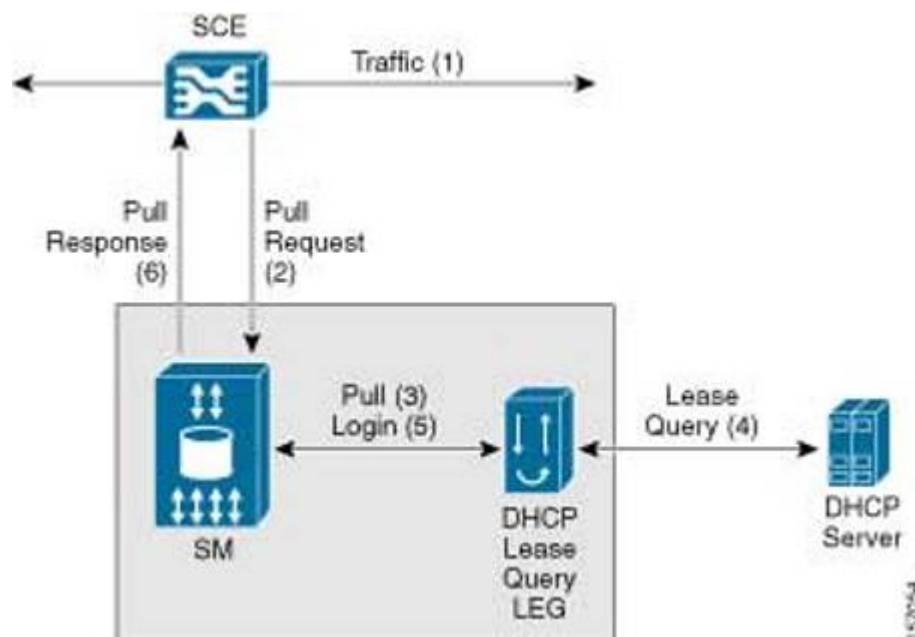 SCE
Traffic (1)
Pull
Response
(6)
Pull
Request
(2)
Pull (3)
Login (5)
Lease
Query (4)
SM
DHCP
Lease
Query
LEG
DHCP
Server